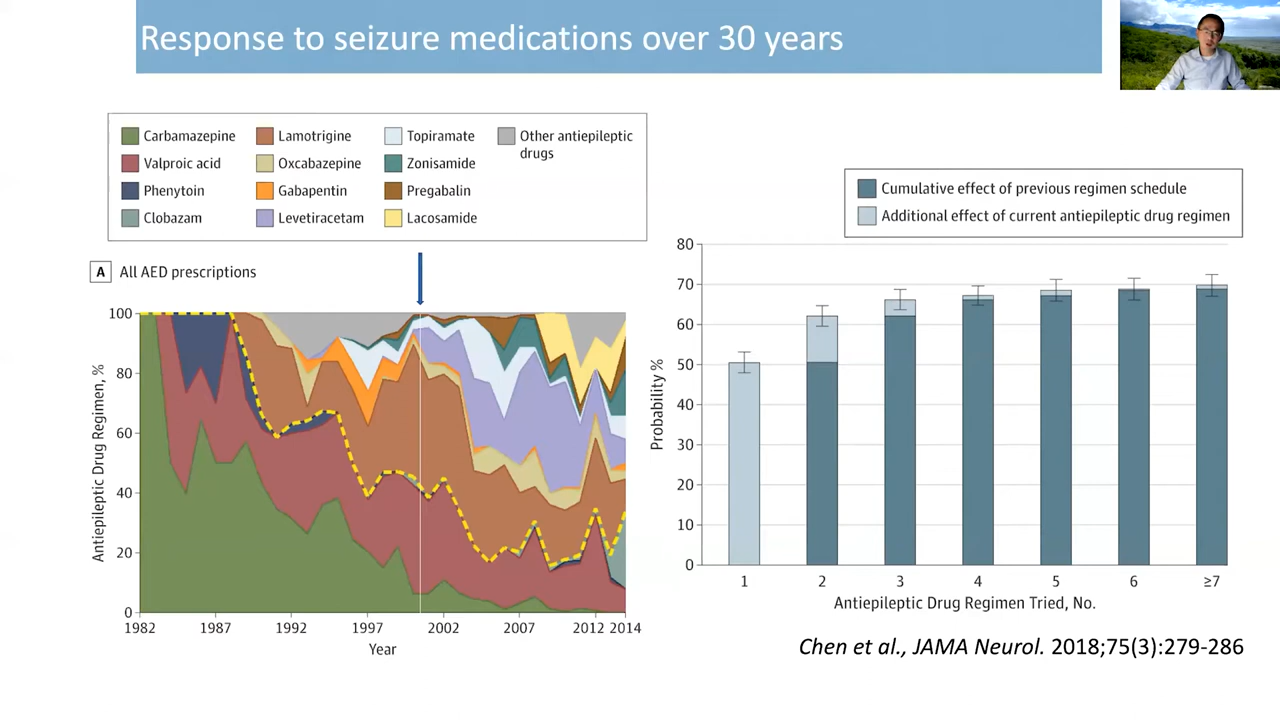 Response to seizure medications over 30 years
Carbamazepine
Lamotrigine
Topiramate
Other antiepileptic
drugs
Valproic acid
Oxcabazepine
Zonisamide
Phenytoin
Gabapentin
Pregabalin
Clobazam
Levetiracetam
Lacosamide
A All AED prescriptions
Antiepileptic Drug Regimen, %
100
80
60
40
20
0
1982 1987 1992 1997 2002 2007 2012 2014
Year
Cumulative effect of previous regimen schedule
Additional effect of current antiepileptic drug regimen
Probability %
80
70
60
50
40
30
20
10
0
1 2 3 4 5 6 ≥7
Antiepileptic Drug Regimen Tried, No.
Chen et al., JAMA Neurol. 2018;75(3):279-286